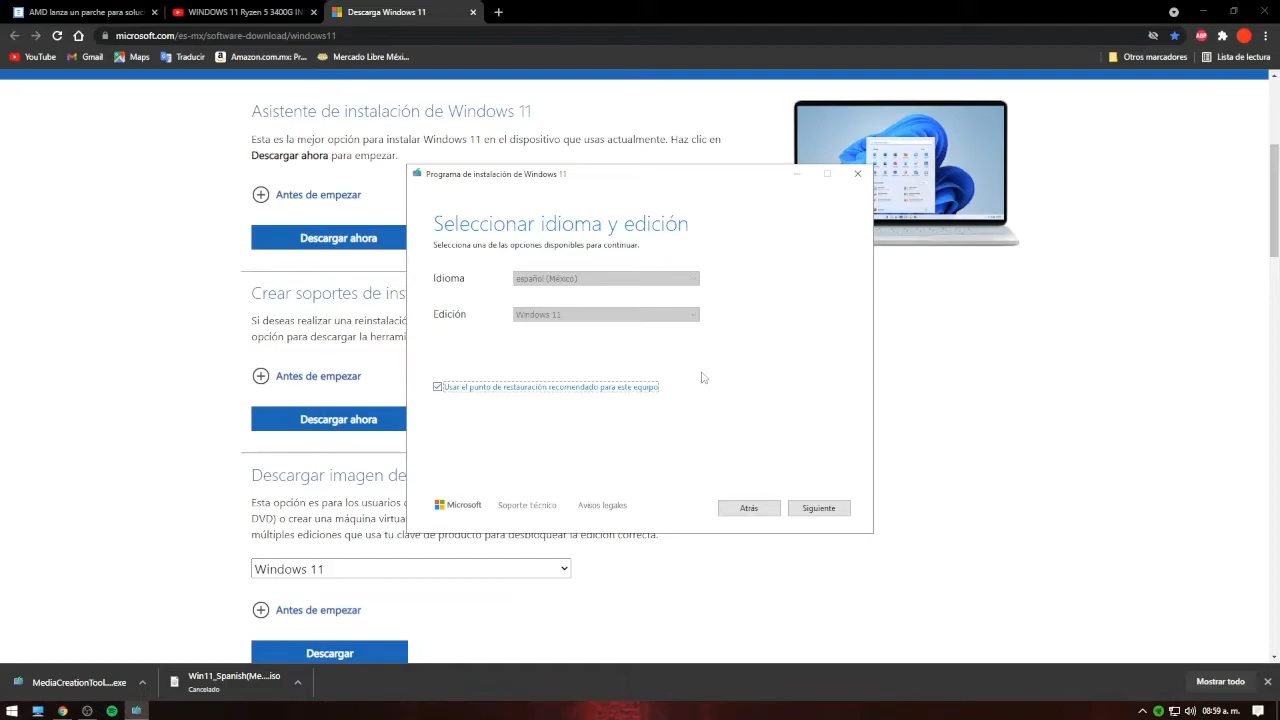 AMD lanza un parche para soluc
WINDOWS 11 Ryzen 5 3400G IN
Descarga Windows 11
microsoft.com/es-mx/software-download/windows11
YouTube
Gmail
Maps
Traducir
Amazon.com.mx: Pr...
Mercado Libre Méxi...
Otros marcadores
Lista de lectura
Asistente de instalación de Windows 11
Esta es la mejor opción para instalar Windows 11 en el dispositivo que usas actualmente. Haz clic en
Descargar ahora para empezar.
Antes de empezar
Descargar ahora
Crear soportes de ins
Si deseas realizar una reinstalació
opción para descargar la herrami
Antes de empezar
Descargar ahora
Descargar imagen de
Esta opción es para los usuarios
DVD) o crear una máquina virtua
múltiples ediciones que usa tu clave de producto para desbloquear la edición correcta.
Windows 11
Antes de empezar
Descargar
Programa de instalación de Windows 11
Seleccionar idioma y edición
Selecciona una de las opciones disponibles para continuar.
Idioma
español (México)
Edición
Windows 11
Usar el punto de restauración recomendado para este equipo
Microsoft
Soporte técnico
Avisos legales
Atrás
Siguiente
MediaCreationTool....exe
Win11_Spanish(Me....iso
Cancelado
Mostrar todo
08:59 a. m.